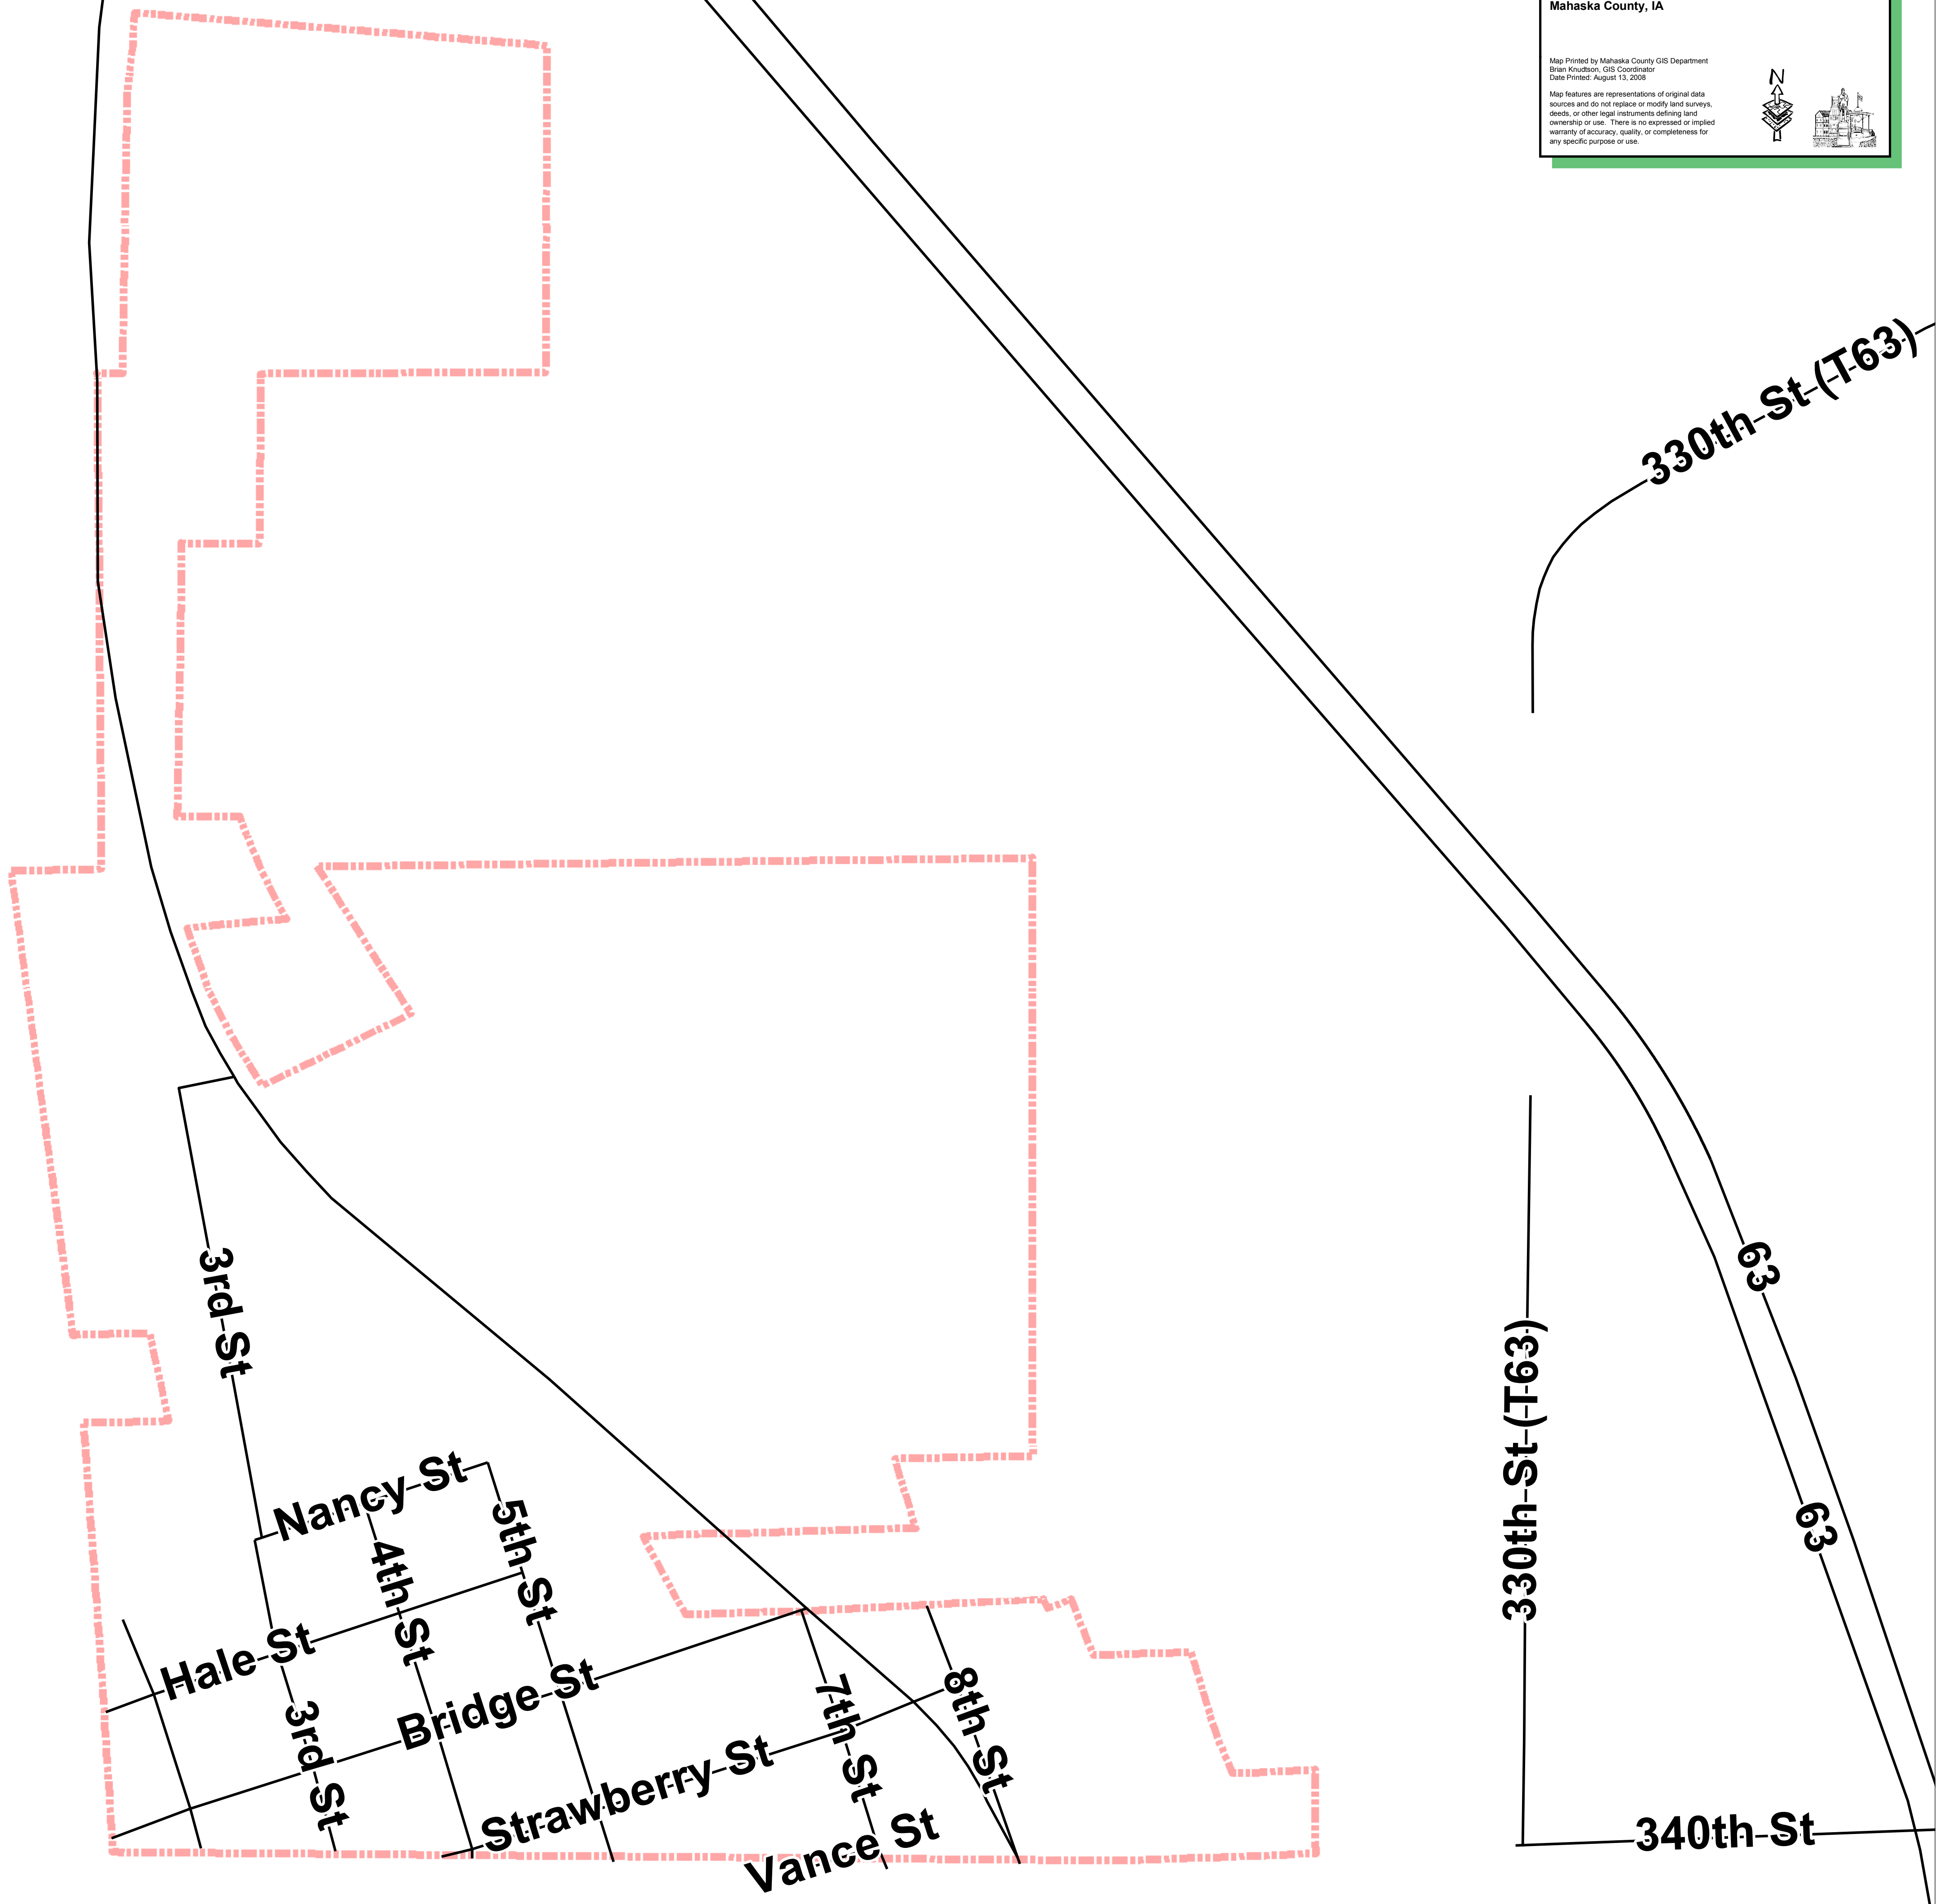 Mahaska County, IA
Map Printed by Mahaska County GIS Department
Brian Knudtson, GIS Coordinator
Date Printed: August 13, 2008
Map features are representations of original data
sources and do not replace or modify land surveys,
deeds, or other legal instruments defining land
ownership or use. There is no expressed or implied
warranty of accuracy, quality, or completeness for
any specific purpose or use.
N
330th St (T63)
3rd St
63
330th St (T63)
Nancy St
5th St
63
4th St
Hale St
Bridge St
3rd St
8th St
7th St
Strawberry St
Vance St
340th St